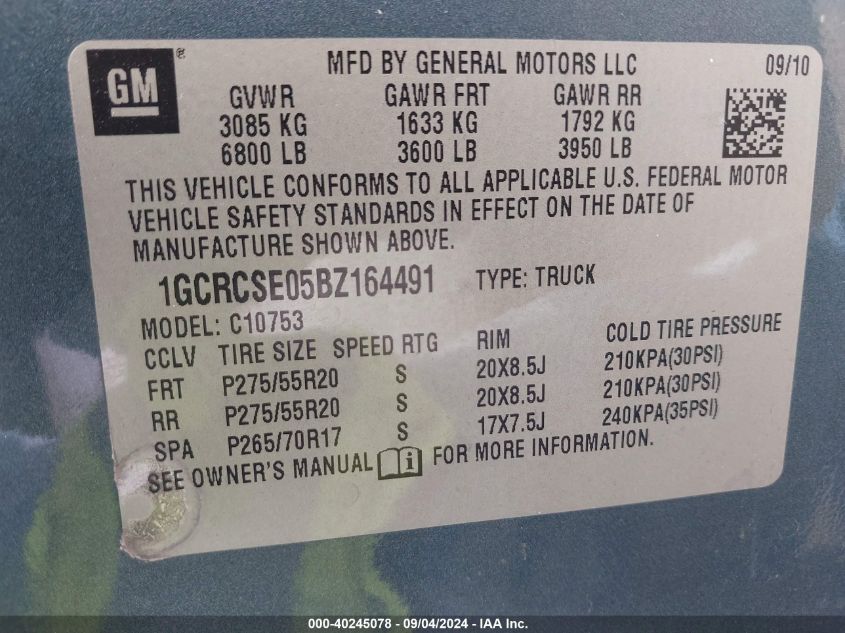 GM ®
MFD BY GENERAL MOTORS LLC 09/10
GVWR GAWR FRT GAWR RR
3085 KG 1633 KG 1792 KG
6800 LB 3600 LB 3950 LB
THIS VEHICLE CONFORMS TO ALL APPLICABLE U.S. FEDERAL MOTOR
VEHICLE SAFETY STANDARDS IN EFFECT ON THE DATE OF
MANUFACTURE SHOWN ABOVE.
1GCRCSE05BZ164491 TYPE: TRUCK
MODEL: C10753
CCLV TIRE SIZE SPEED RTG RIM COLD TIRE PRESSURE
FRT P275/55R20 S 20X8.5J 210KPA(30PSI)
RR P275/55R20 S 20X8.5J 210KPA(30PSI)
SPA P265/70R17 S 17X7.5J 240KPA(35PSI)
SEE OWNER'S MANUAL i FOR MORE INFORMATION.
000-40245078 - 09/04/2024 - IAA Inc.